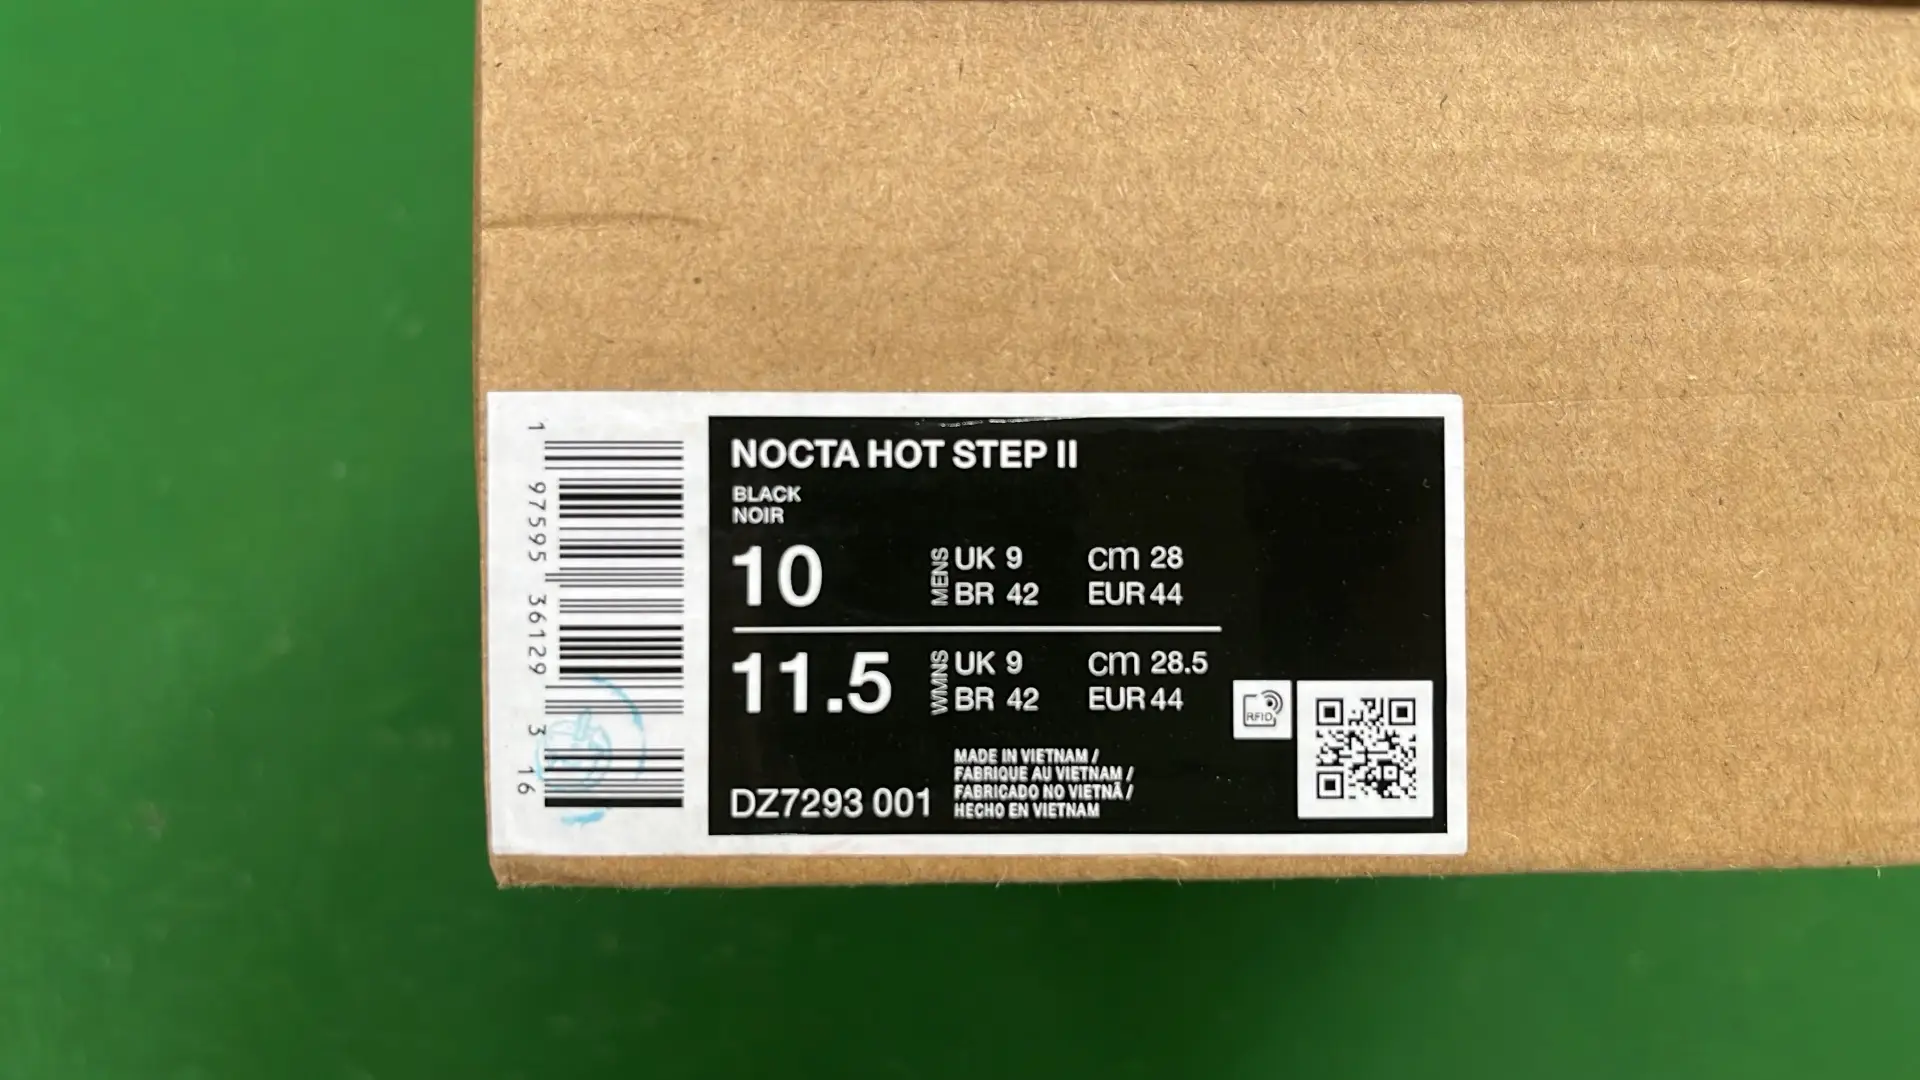 1 97595 36129 3 16
NOCTA HOT STEP II
BLACK
NOIR
10 MENS UK 9 cm 28
BR 42 EUR 44
11.5 WMNS UK 9 cm 28.5
BR 42 EUR 44
RFID
DZ7293 001
MADE IN VIETNAM /
FABRIQUE AU VIETNAM /
FABRICADO NO VIETNÃ /
HECHO EN VIETNAM